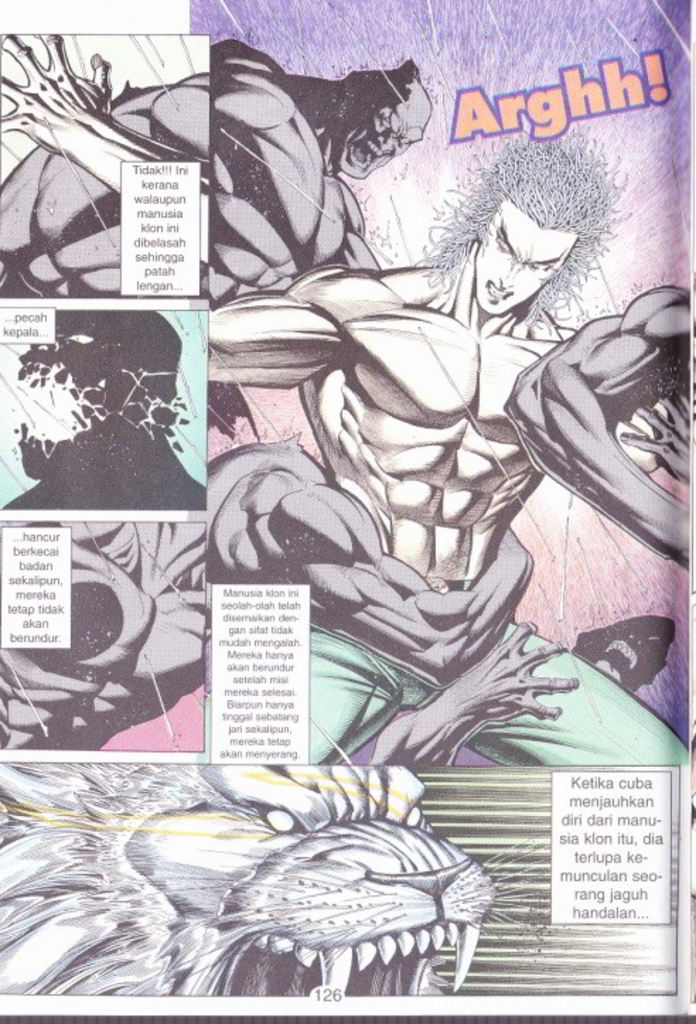 Arghh!
Tidak!!! Ini
kerana
walaupun
manusia
klon ini
dibelasah
sehingga
patah
lengan...
...pecah
kepala...
...hancur
berkecai
badan
sekalipun,
mereka
tetap tidak
akan
berundur.
Manusia klon ini
seolah-olah telah
disemaikan den-
gan sifat tidak
mudah mengalah.
Mereka hanya
akan berundur
setelah misi
mereka selesai.
Biarpun hanya
tinggal sebatang
jari sekalipun,
mereka tetap
akan menyerang.
Ketika cuba
menjauhkan
diri dari manu-
sia klon itu, dia
terlupa ke-
munculan seo-
rang jaguh
handalan...
126